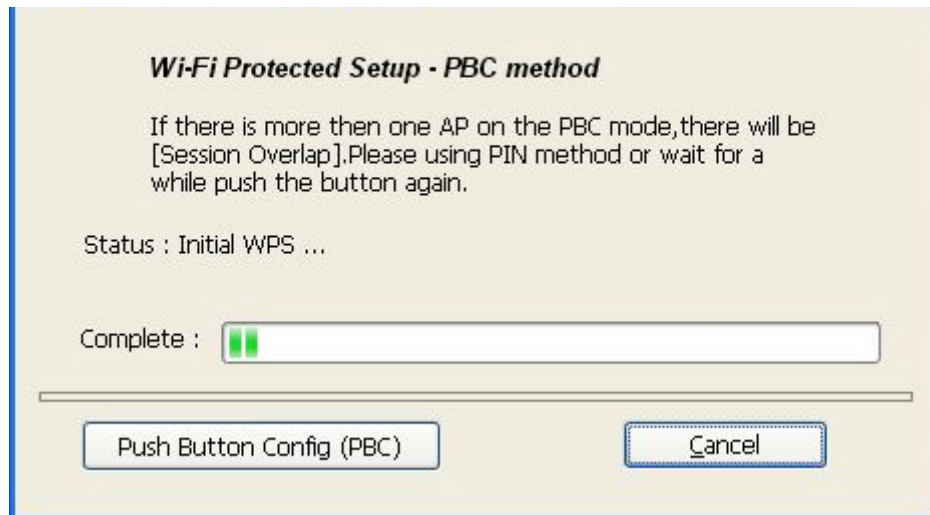 Wi-Fi Protected Setup - PBC method
If there is more then one AP on the PBC mode,there will be
[Session Overlap].Please using PIN method or wait for a
while push the button again.
Status : Initial WPS ...
Complete :
Push Button Config (PBC)
Cancel